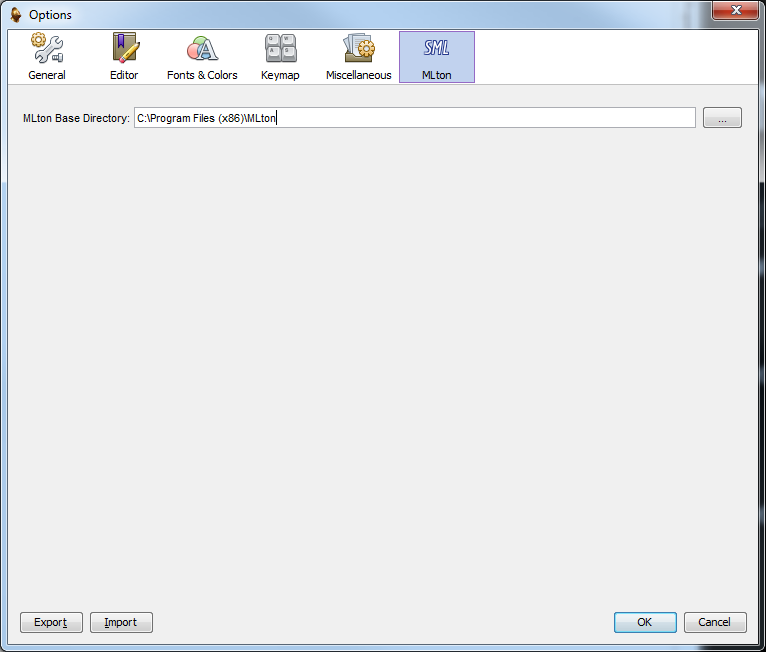 Options
General Editor Fonts & Colors Keymap Miscellaneous SML MLton
MLton Base Directory: C:\Program Files (x86)\MLton ...
Export Import OK Cancel